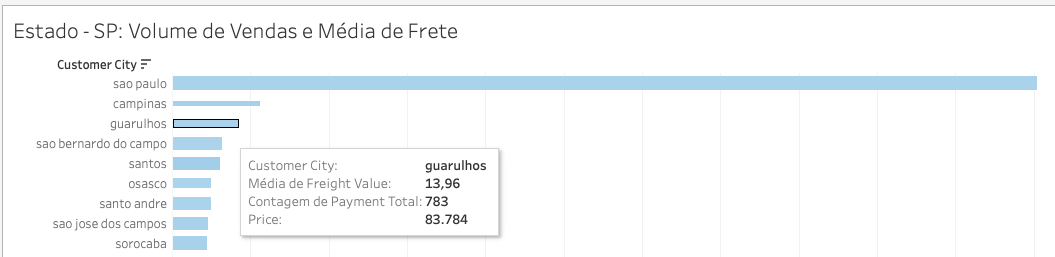 Estado - SP: Volume de Vendas e Média de Frete
Customer City
sao paulo
campinas
guarulhos
sao bernardo do campo
santos
osasco
santo andre
sao jose dos campos
sorocaba
Customer City: guarulhos
Média de Freight Value: 13,96
Contagem de Payment Total: 783
Price: 83.784